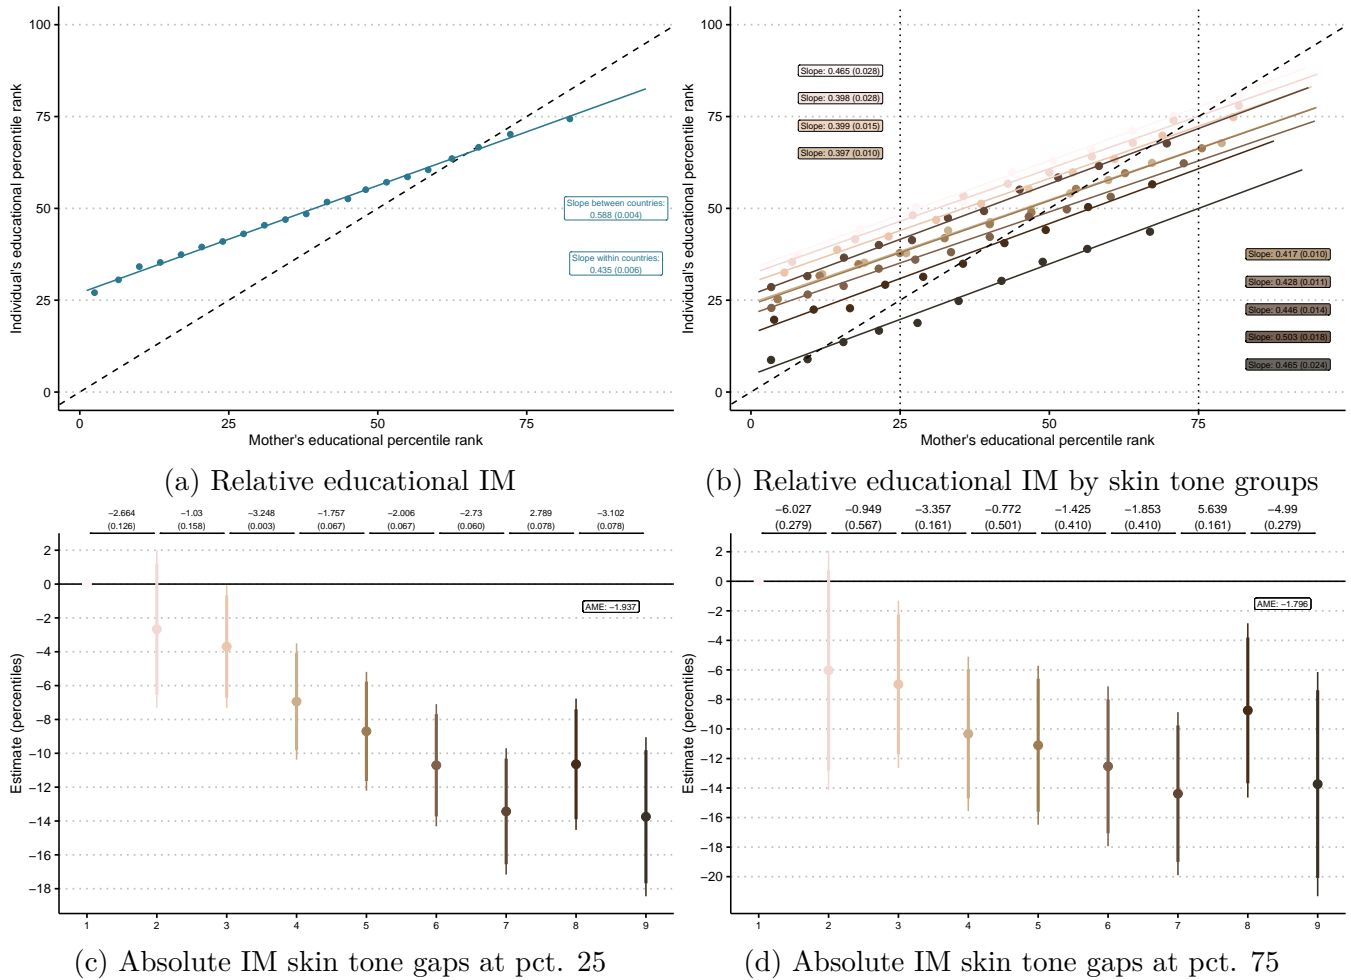 100
75
50
25
0
0
25
50
75
Individual's educational percentile rank
Mother's educational percentile rank
Slope between countries:
0.588 (0.004)
Slope within countries:
0.435 (0.006)
(a) Relative educational IM
100
75
50
25
0
0
25
50
75
Individual's educational percentile rank
Mother's educational percentile rank
Slope: 0.465 (0.028)
Slope: 0.398 (0.028)
Slope: 0.399 (0.015)
Slope: 0.397 (0.010)
Slope: 0.417 (0.010)
Slope: 0.428 (0.011)
Slope: 0.446 (0.014)
Slope: 0.503 (0.018)
Slope: 0.465 (0.024)
(b) Relative educational IM by skin tone groups
−2.664 −1.03 −3.248 −1.757 −2.006 −2.73 2.789 −3.102
(0.126) (0.158) (0.003) (0.067) (0.067) (0.060) (0.078) (0.078)
2
0
−2
−4
−6
−8
−10
−12
−14
−16
−18
Estimate (percentiles)
AME: −1.937
1 2 3 4 5 6 7 8 9
(c) Absolute IM skin tone gaps at pct. 25
−6.027 −0.949 −3.357 −0.772 −1.425 −1.853 5.639 −4.99
(0.279) (0.567) (0.161) (0.501) (0.410) (0.410) (0.161) (0.279)
2
0
−2
−4
−6
−8
−10
−12
−14
−16
−18
−20
Estimate (percentiles)
AME: −1.796
1 2 3 4 5 6 7 8 9
(d) Absolute IM skin tone gaps at pct. 75